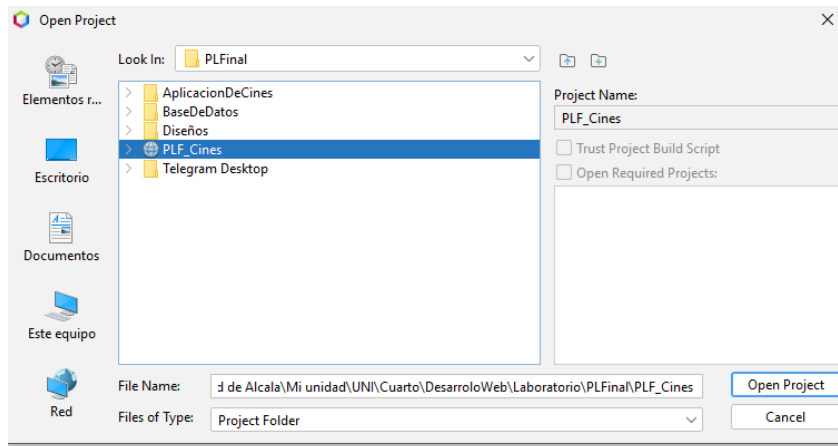 Open Project
Look In: PLFinal
Elementos r...
Escritorio
Documentos
Este equipo
Red
AplicacionDeCines
BaseDeDatos
Diseños
PLF_Cines
Telegram Desktop
Project Name:
PLF_Cines
Trust Project Build Script
Open Required Projects:
File Name: d de Alcala\Mi unidad\UNI\Cuarto\DesarroloWeb\Laboratorio\PLFinal\PLF_Cines
Open Project
Files of Type: Project Folder
Cancel